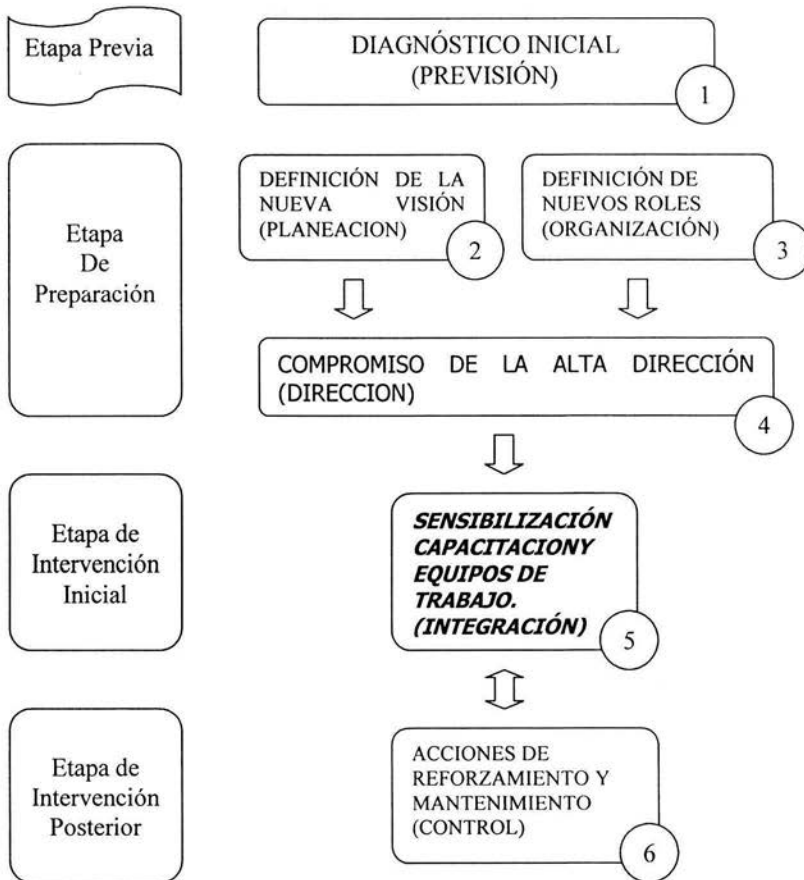 Etapa Previa
DIAGNÓSTICO INICIAL
(PREVISIÓN)
1
Etapa
De
Preparación
DEFINICIÓN DE LA
NUEVA VISIÓN
(PLANEACION)
2
DEFINICIÓN DE
NUEVOS ROLES
(ORGANIZACIÓN)
3
COMPROMISO DE LA ALTA DIRECCIÓN
(DIRECCION)
4
Etapa de
Intervención
Inicial
SENSIBILIZACIÓN
CAPACITACIONY
EQUIPOS DE
TRABAJO.
(INTEGRACIÓN)
5
Etapa de
Intervención
Posterior
ACCIONES DE
REFORZAMIENTO Y
MANTENIMIENTO
(CONTROL)
6